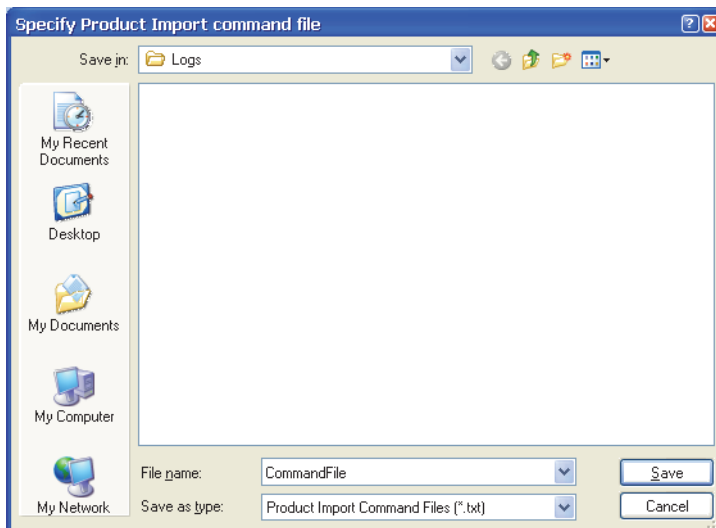 Specify Product Import command file
Save in: Logs
My Recent
Documents
Desktop
My Documents
My Computer
My Network
File name: CommandFile Save
Save as type: Product Import Command Files (*.txt) Cancel